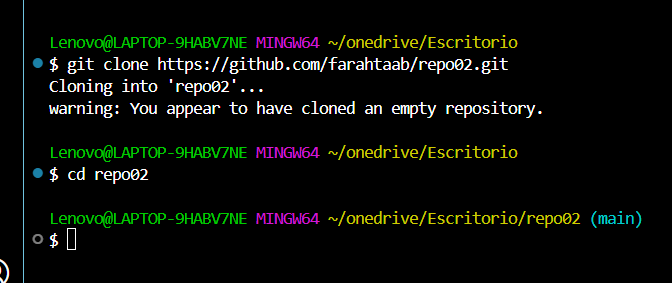 Lenovo@LAPTOP-9HABV7NE MINGW64 ~/onedrive/Escritorio
$ git clone https://github.com/farahtaab/repo02.git
Cloning into 'repo02'...
warning: You appear to have cloned an empty repository.
Lenovo@LAPTOP-9HABV7NE MINGW64 ~/onedrive/Escritorio
$ cd repo02
Lenovo@LAPTOP-9HABV7NE MINGW64 ~/onedrive/Escritorio/repo02 (main)
$